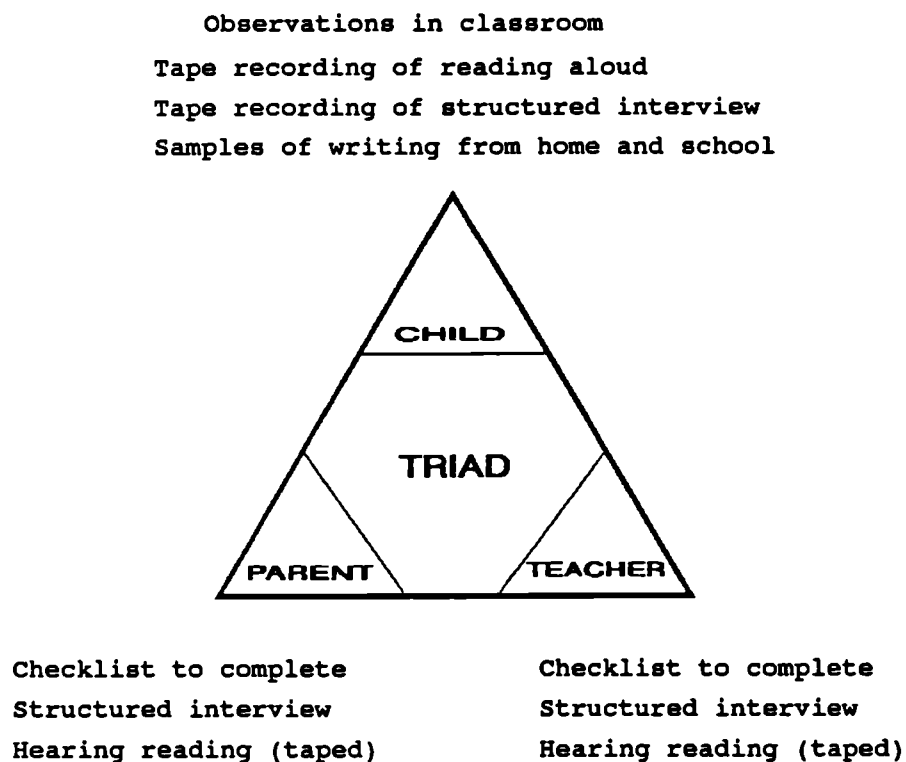 Observations in classroom
Tape recording of reading aloud
Tape recording of structured interview
Samples of writing from home and school
CHILD
TRIAD
PARENT
TEACHER
Checklist to complete
Structured interview
Hearing reading (taped)
Checklist to complete
Structured interview
Hearing reading (taped)